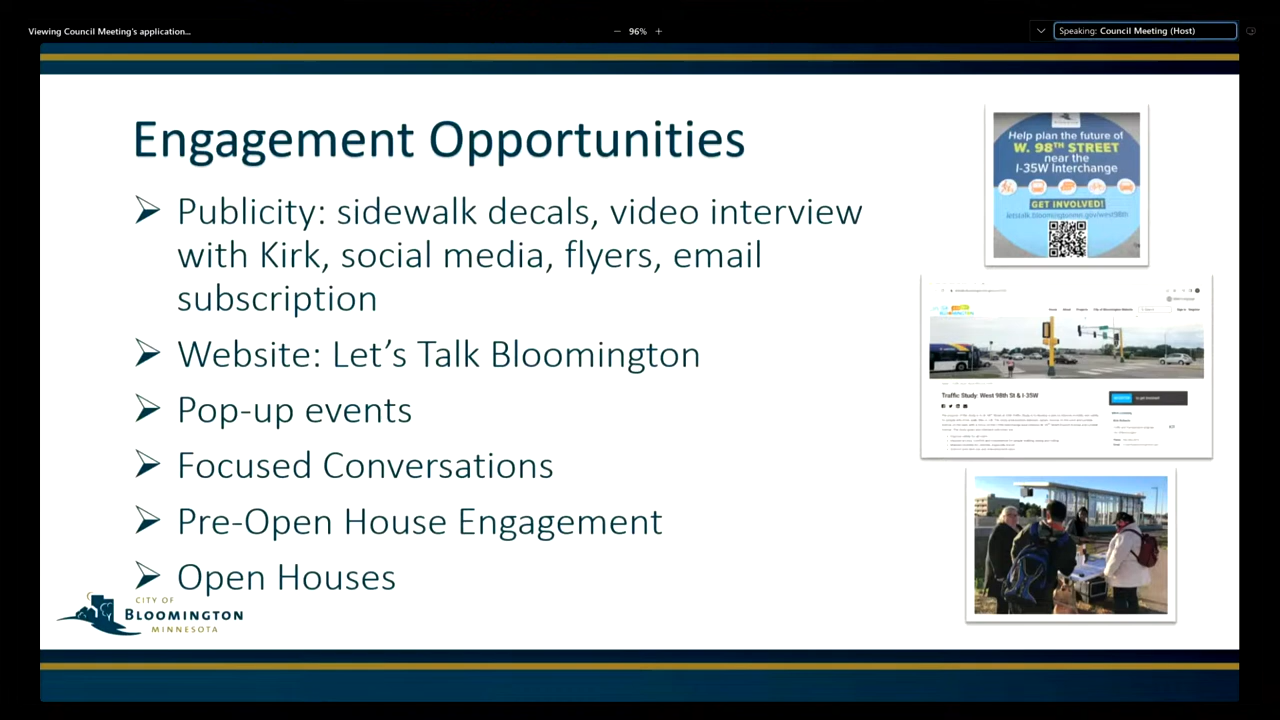 Viewing Council Meeting's application...
96%
Speaking: Council Meeting (Host)
Engagement Opportunities
Publicity: sidewalk decals, video interview
with Kirk, social media, flyers, email
subscription
Website: Let's Talk Bloomington
Pop-up events
Focused Conversations
Pre-Open House Engagement
Open Houses
CITY OF
BLOOMINGTON
MINNESOTA
Help plan the future of
W. 98TH STREET
near the
I-35W Interchange
GET INVOLVED!
letstalk.bloomingtonmn.gov/west98th
Traffic Study West 98th St & I-35W